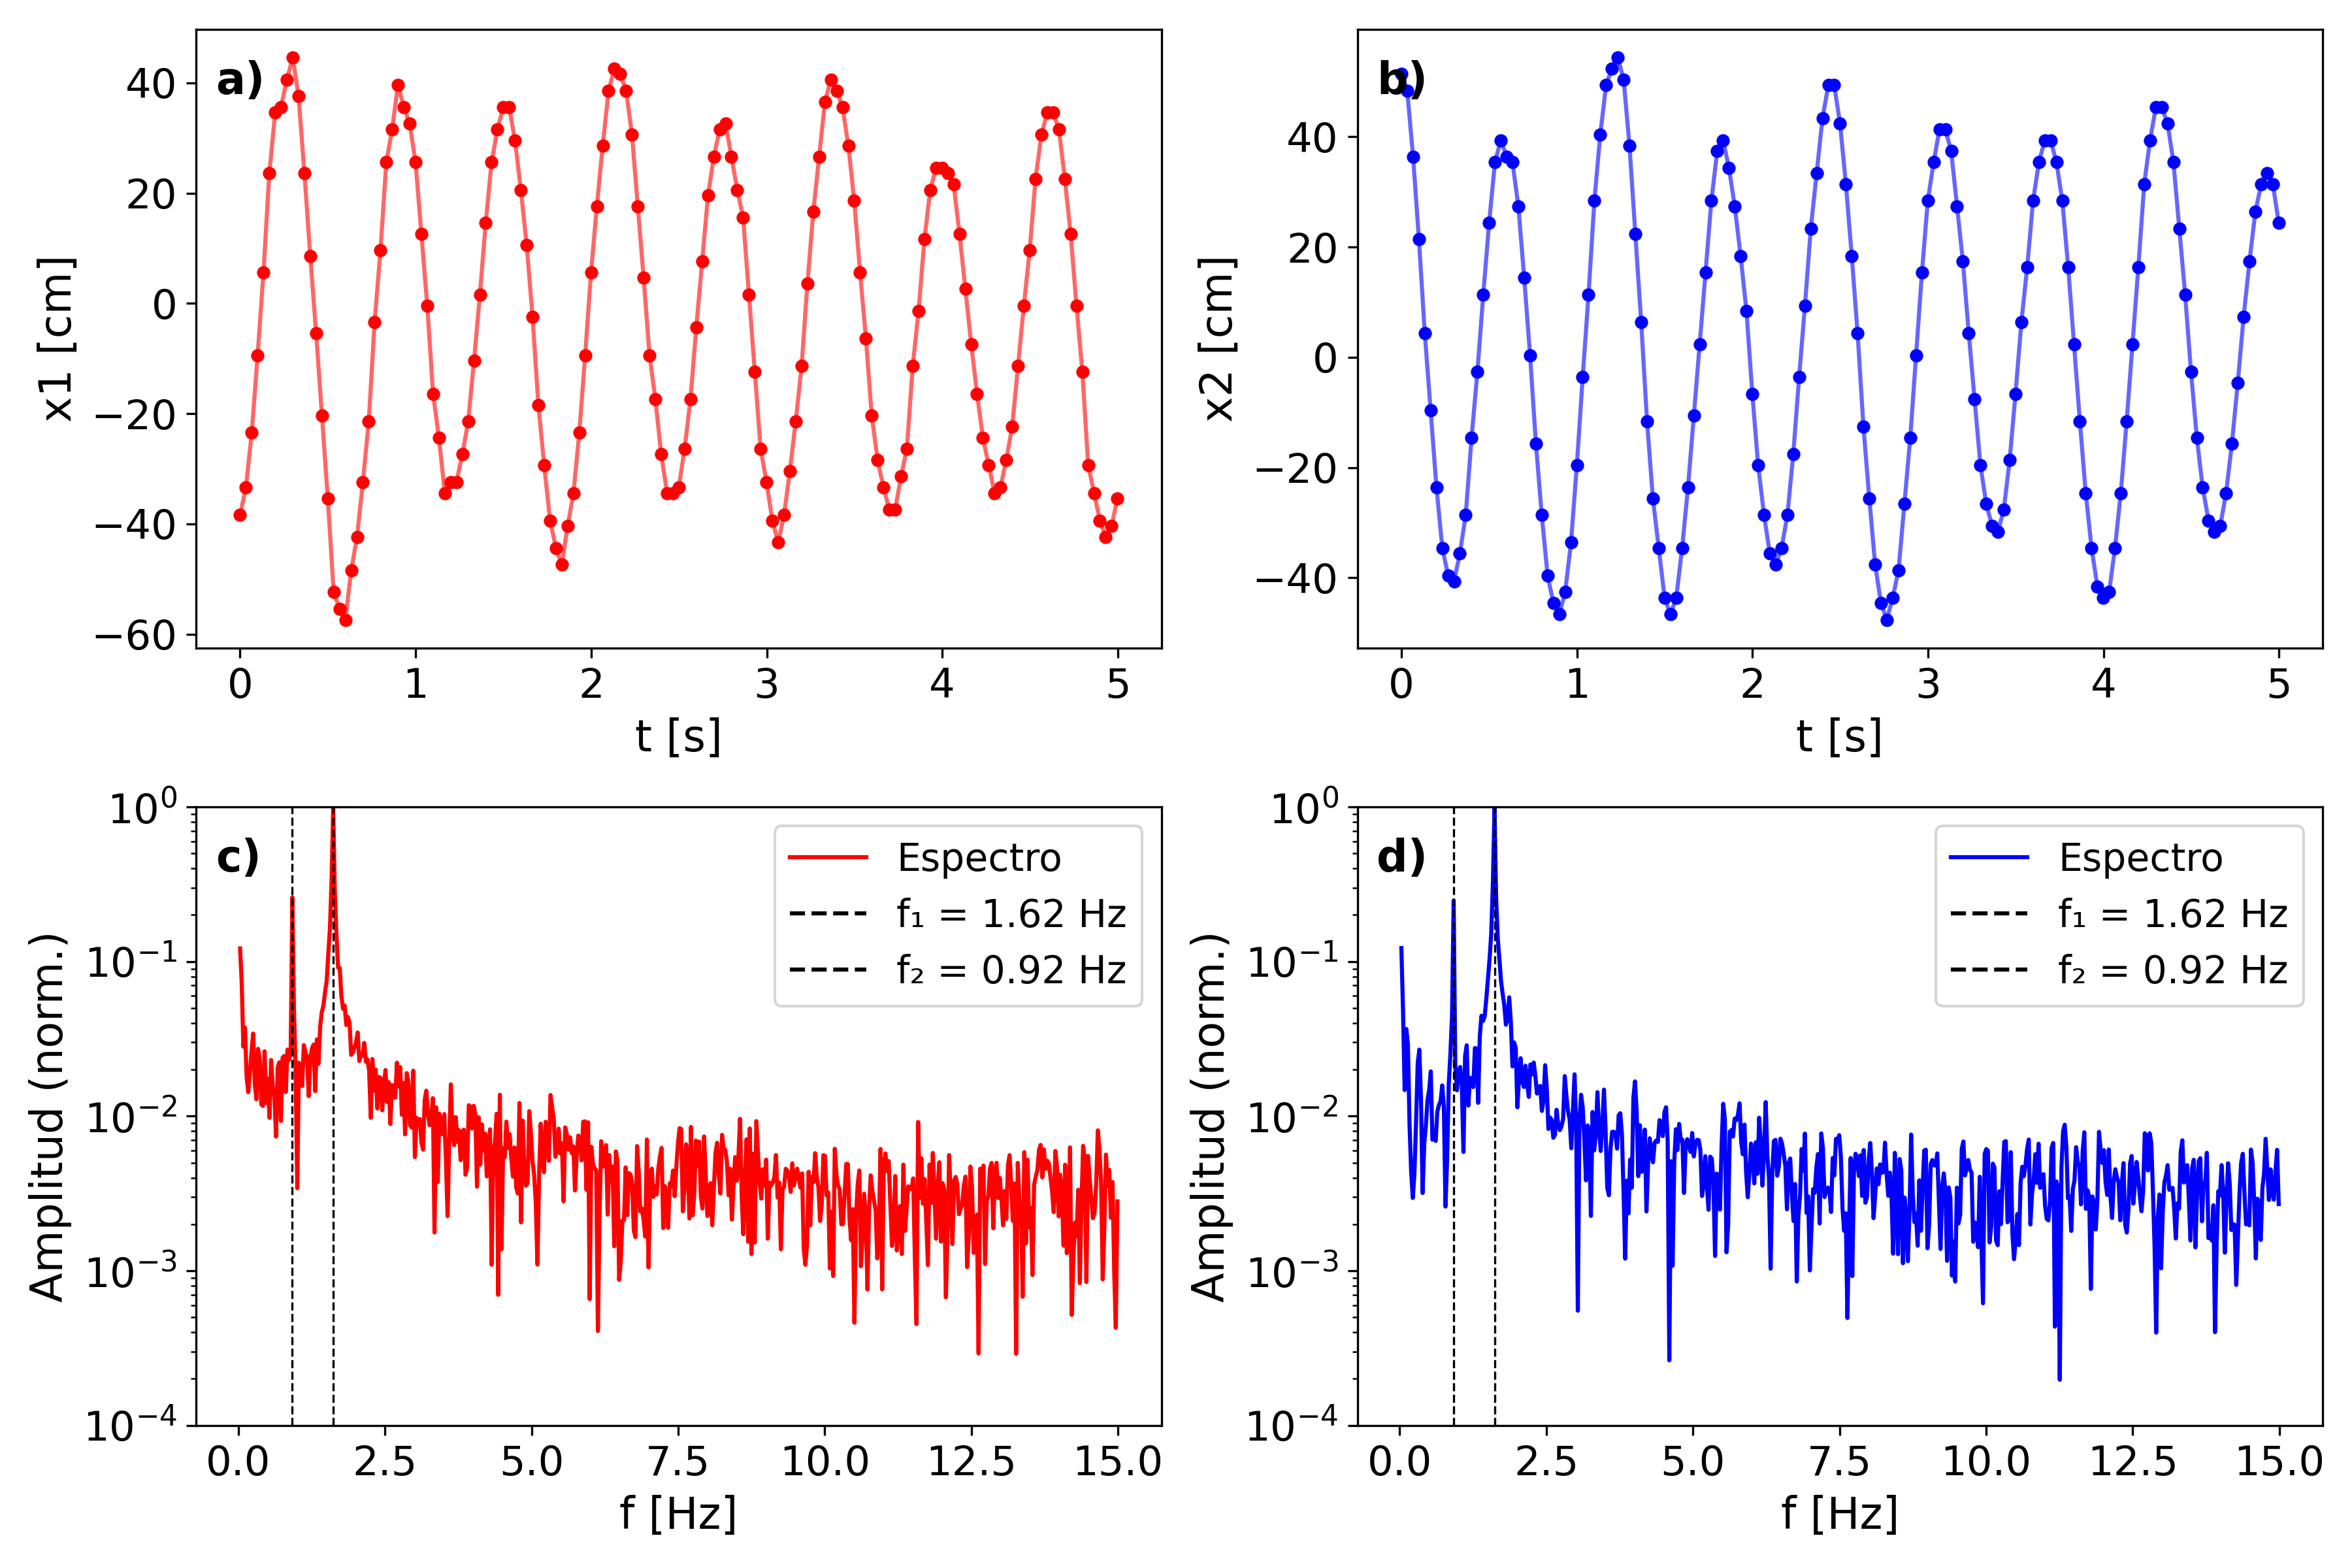 a)
40
20
0
−20
−40
−60
x1 [cm]
0 1 2 3 4 5
t [s]
b)
40
20
0
−20
−40
x2 [cm]
0 1 2 3 4 5
t [s]
c)
10⁰
10⁻¹
10⁻²
10⁻³
10⁻⁴
Amplitud (norm.)
Espectro
f₁ = 1.62 Hz
f₂ = 0.92 Hz
0.0 2.5 5.0 7.5 10.0 12.5 15.0
f [Hz]
d)
10⁰
10⁻¹
10⁻²
10⁻³
10⁻⁴
Amplitud (norm.)
Espectro
f₁ = 1.62 Hz
f₂ = 0.92 Hz
0.0 2.5 5.0 7.5 10.0 12.5 15.0
f [Hz]